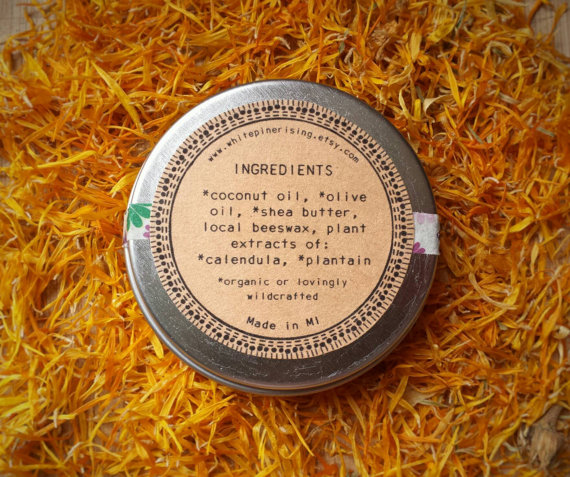 www.whitepinerising.etsy.com
INGREDIENTS
*coconut oil, *olive
oil, *shea butter,
local beeswax, plant
extracts of:
*calendula, *plantain
*organic or lovingly
wildcrafted
Made in MI